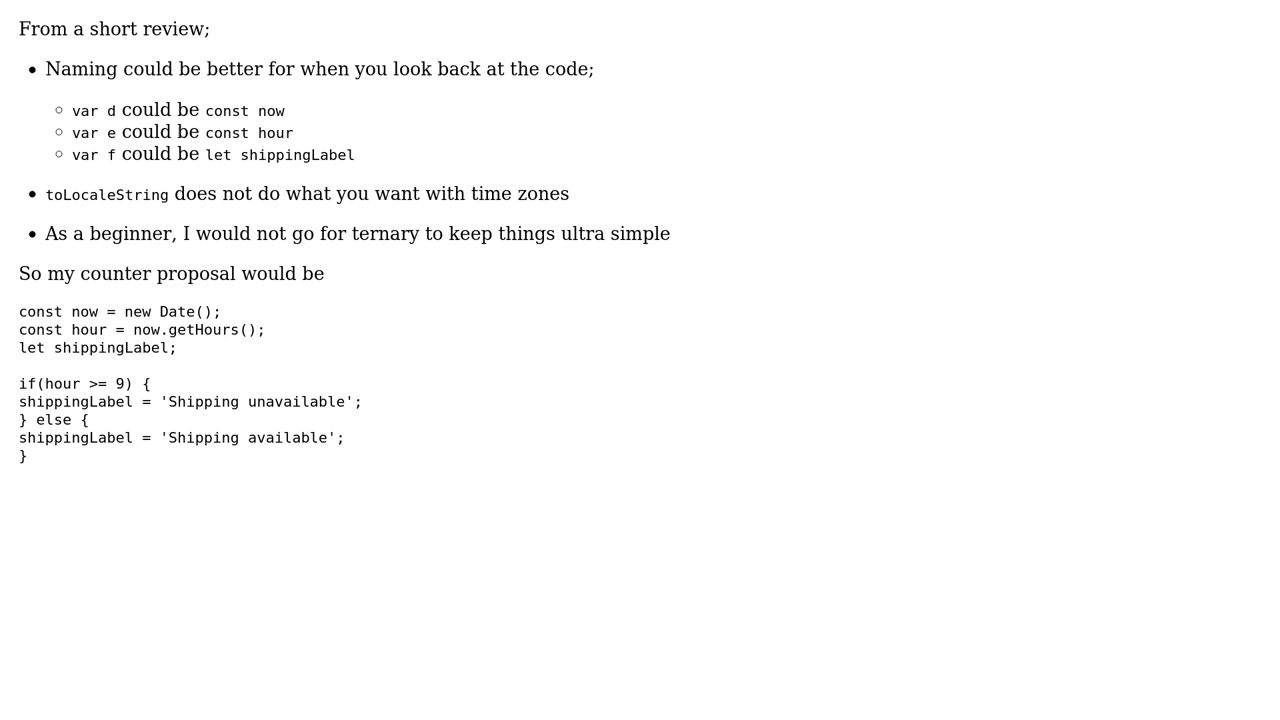 From a short review;
Naming could be better for when you look back at the code;
var d could be const now
var e could be const hour
var f could be let shippingLabel
toLocaleString does not do what you want with time zones
As a beginner, I would not go for ternary to keep things ultra simple
So my counter proposal would be
const now = new Date();
const hour = now.getHours();
let shippingLabel;
if(hour >= 9) {
shippingLabel = 'Shipping unavailable';
} else {
shippingLabel = 'Shipping available';
}